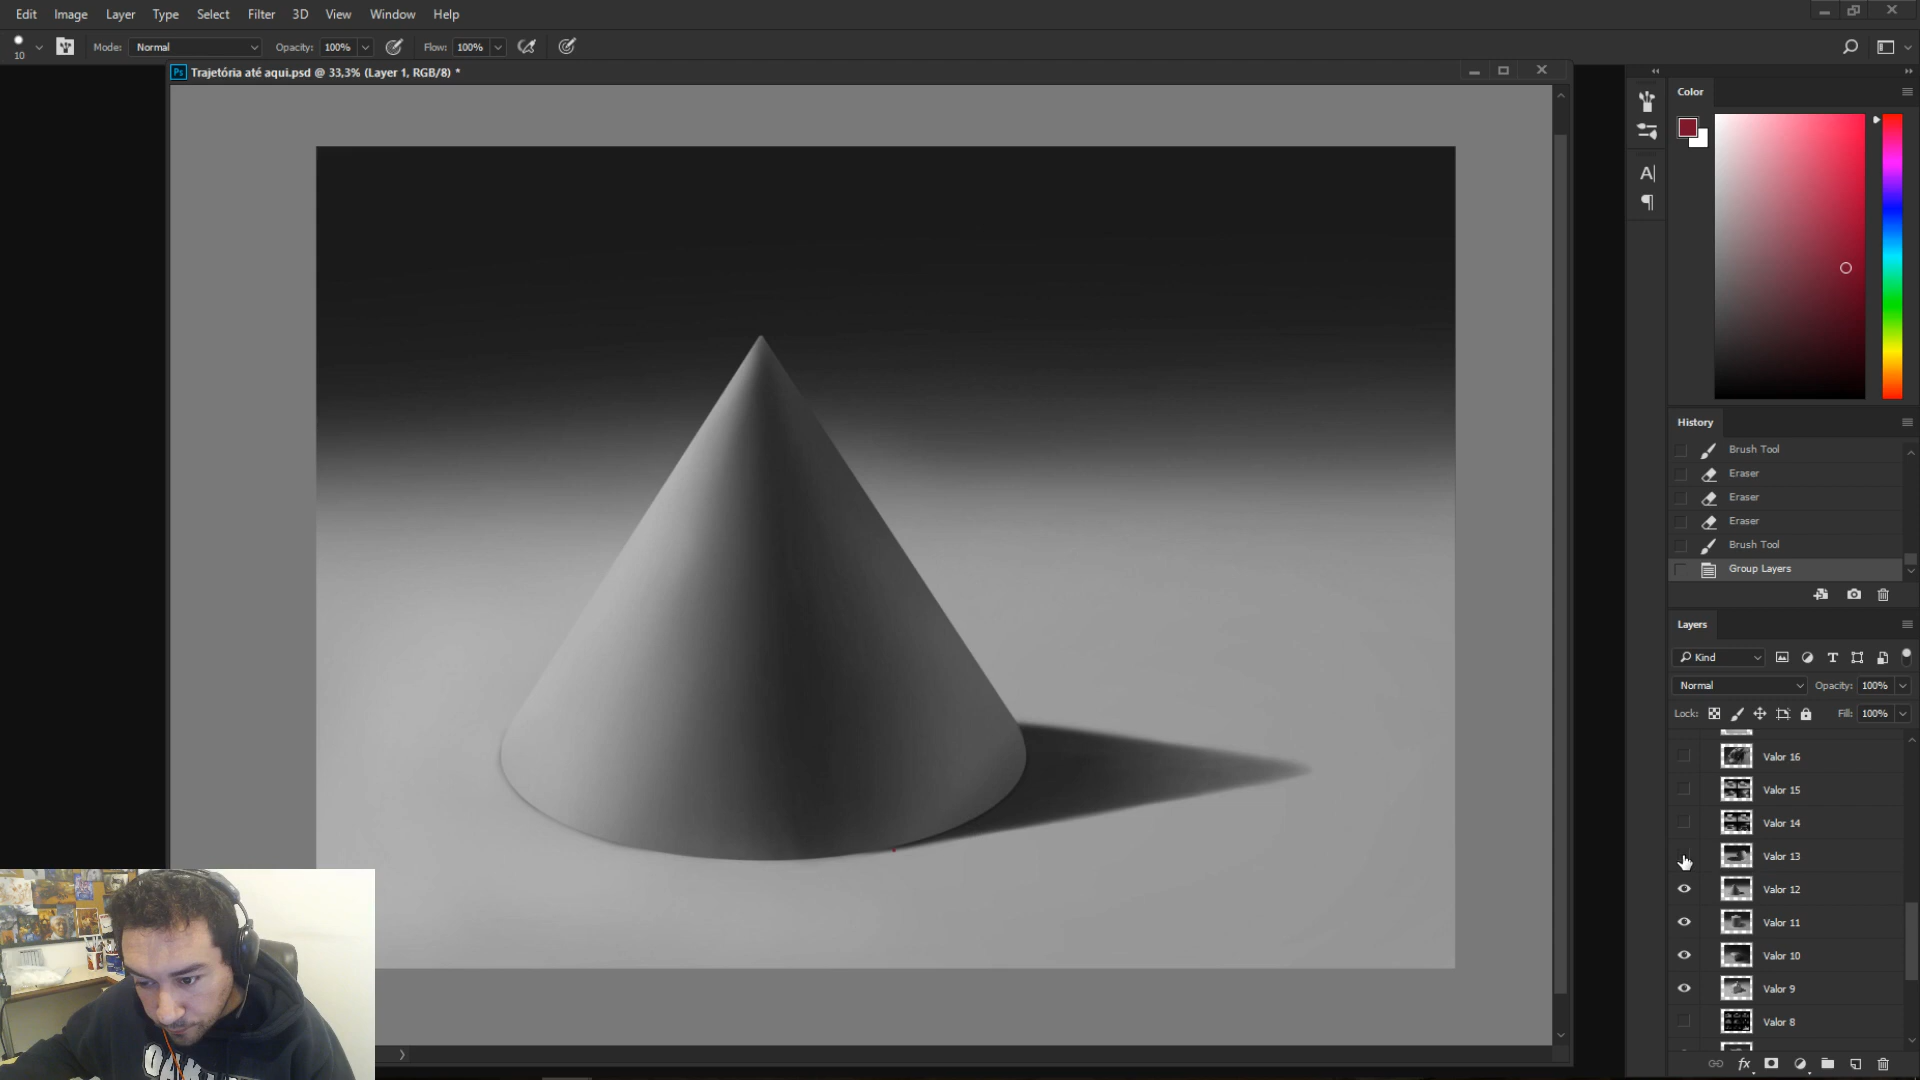 Edit Image Layer Type Select Filter 3D View Window Help
10 Mode: Normal Opacity: 100% Flow: 100%
Ps Trajetória até aqui.psd @ 33,3% (Layer 1, RGB/8) *
Color
A|
¶
History
Brush Tool
Eraser
Eraser
Eraser
Brush Tool
Group Layers
Layers
Kind T
Normal Opacity: 100%
Lock: Fill: 100%
Valor 16
Valor 15
Valor 14
Valor 13
Valor 12
Valor 11
Valor 10
Valor 9
Valor 8
fx